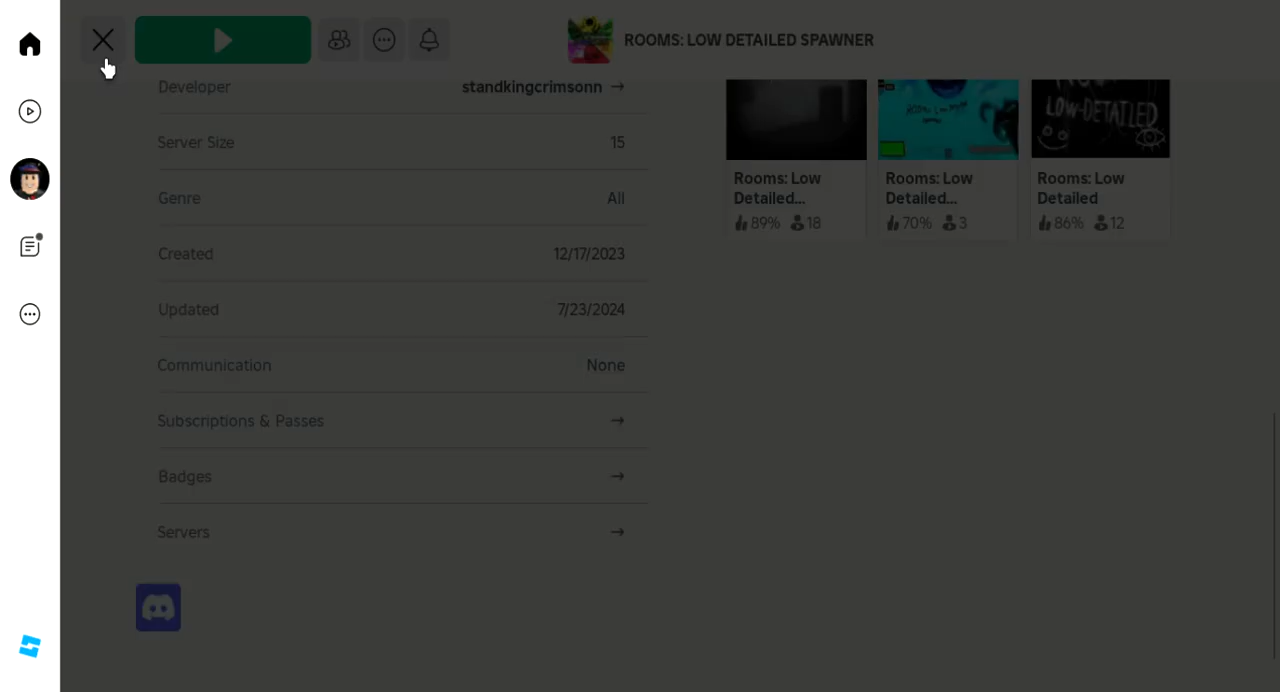 ROOMS: LOW DETAILED SPAWNER
Developer
standkingcrimsonn →
Server Size
15
Genre
All
Created
12/17/2023
Updated
7/23/2024
Communication
None
Subscriptions & Passes
→
Badges
→
Servers
→
LOW-DETAILED
Rooms: Low
Detailed...
89% 18
Rooms: Low
Detailed...
70% 3
Rooms: Low
Detailed
86% 12